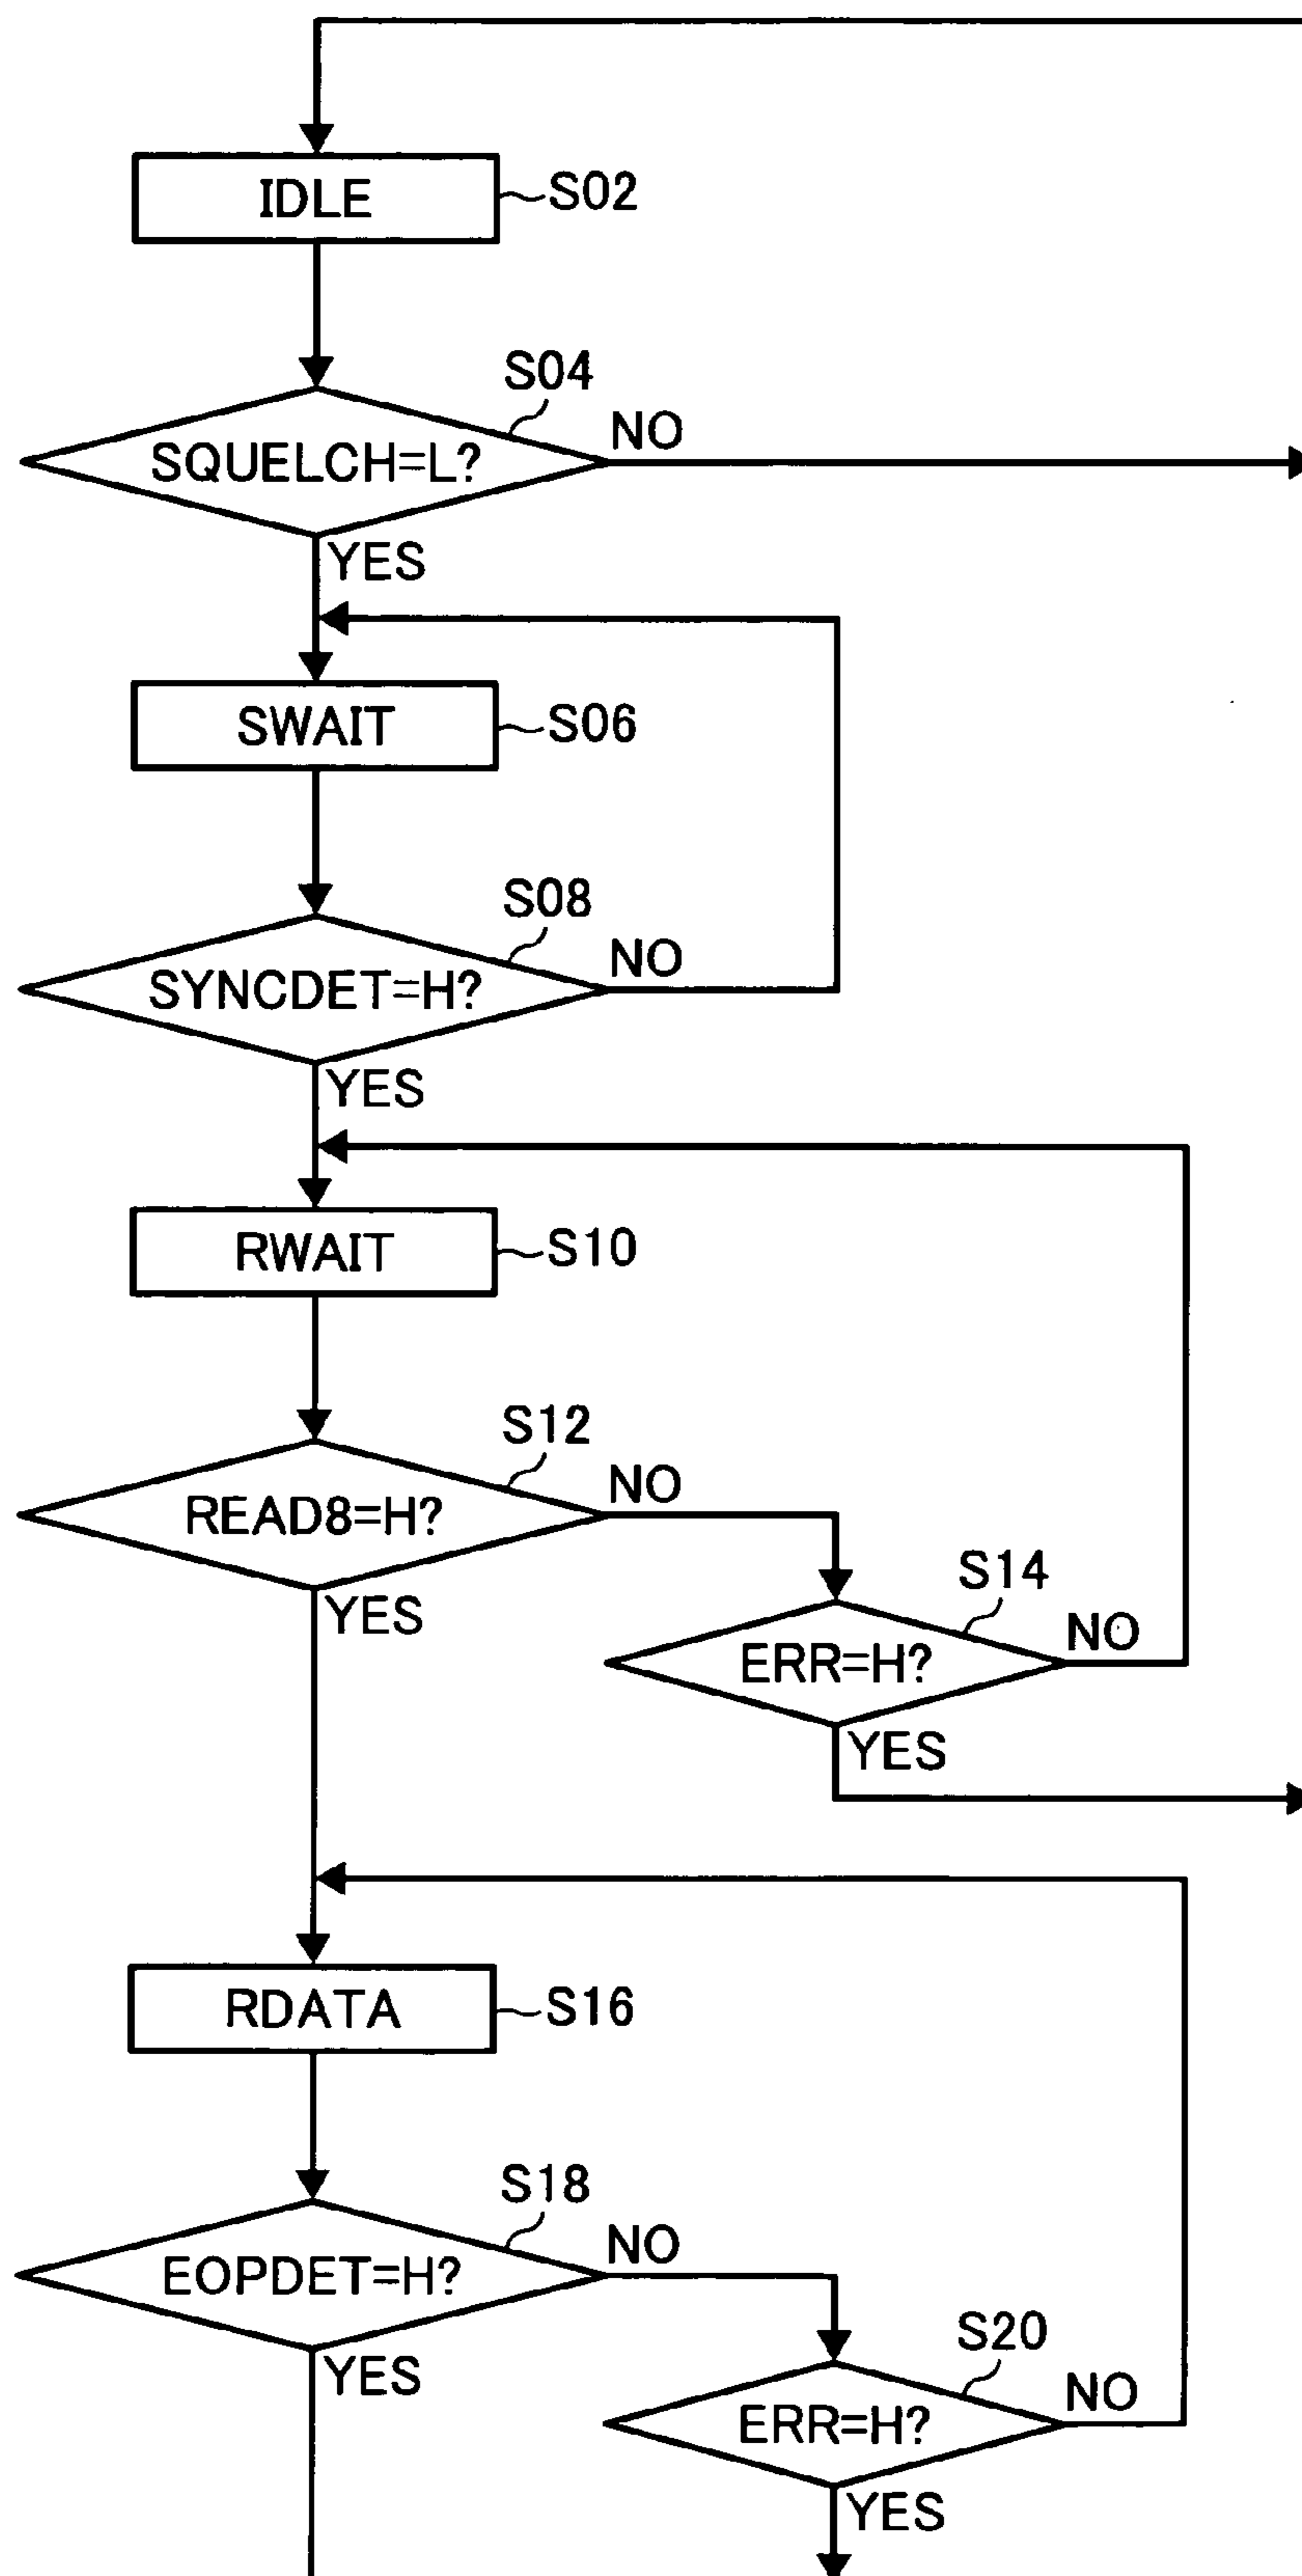 IDLE
S02
S04
SQUELCH=L?
NO
YES
SWAIT
S06
S08
SYNCDET=H?
NO
YES
RWAIT
S10
S12
READ8=H?
NO
YES
S14
ERR=H?
NO
YES
RDATA
S16
S18
EOPDET=H?
NO
YES
S20
ERR=H?
NO
YES